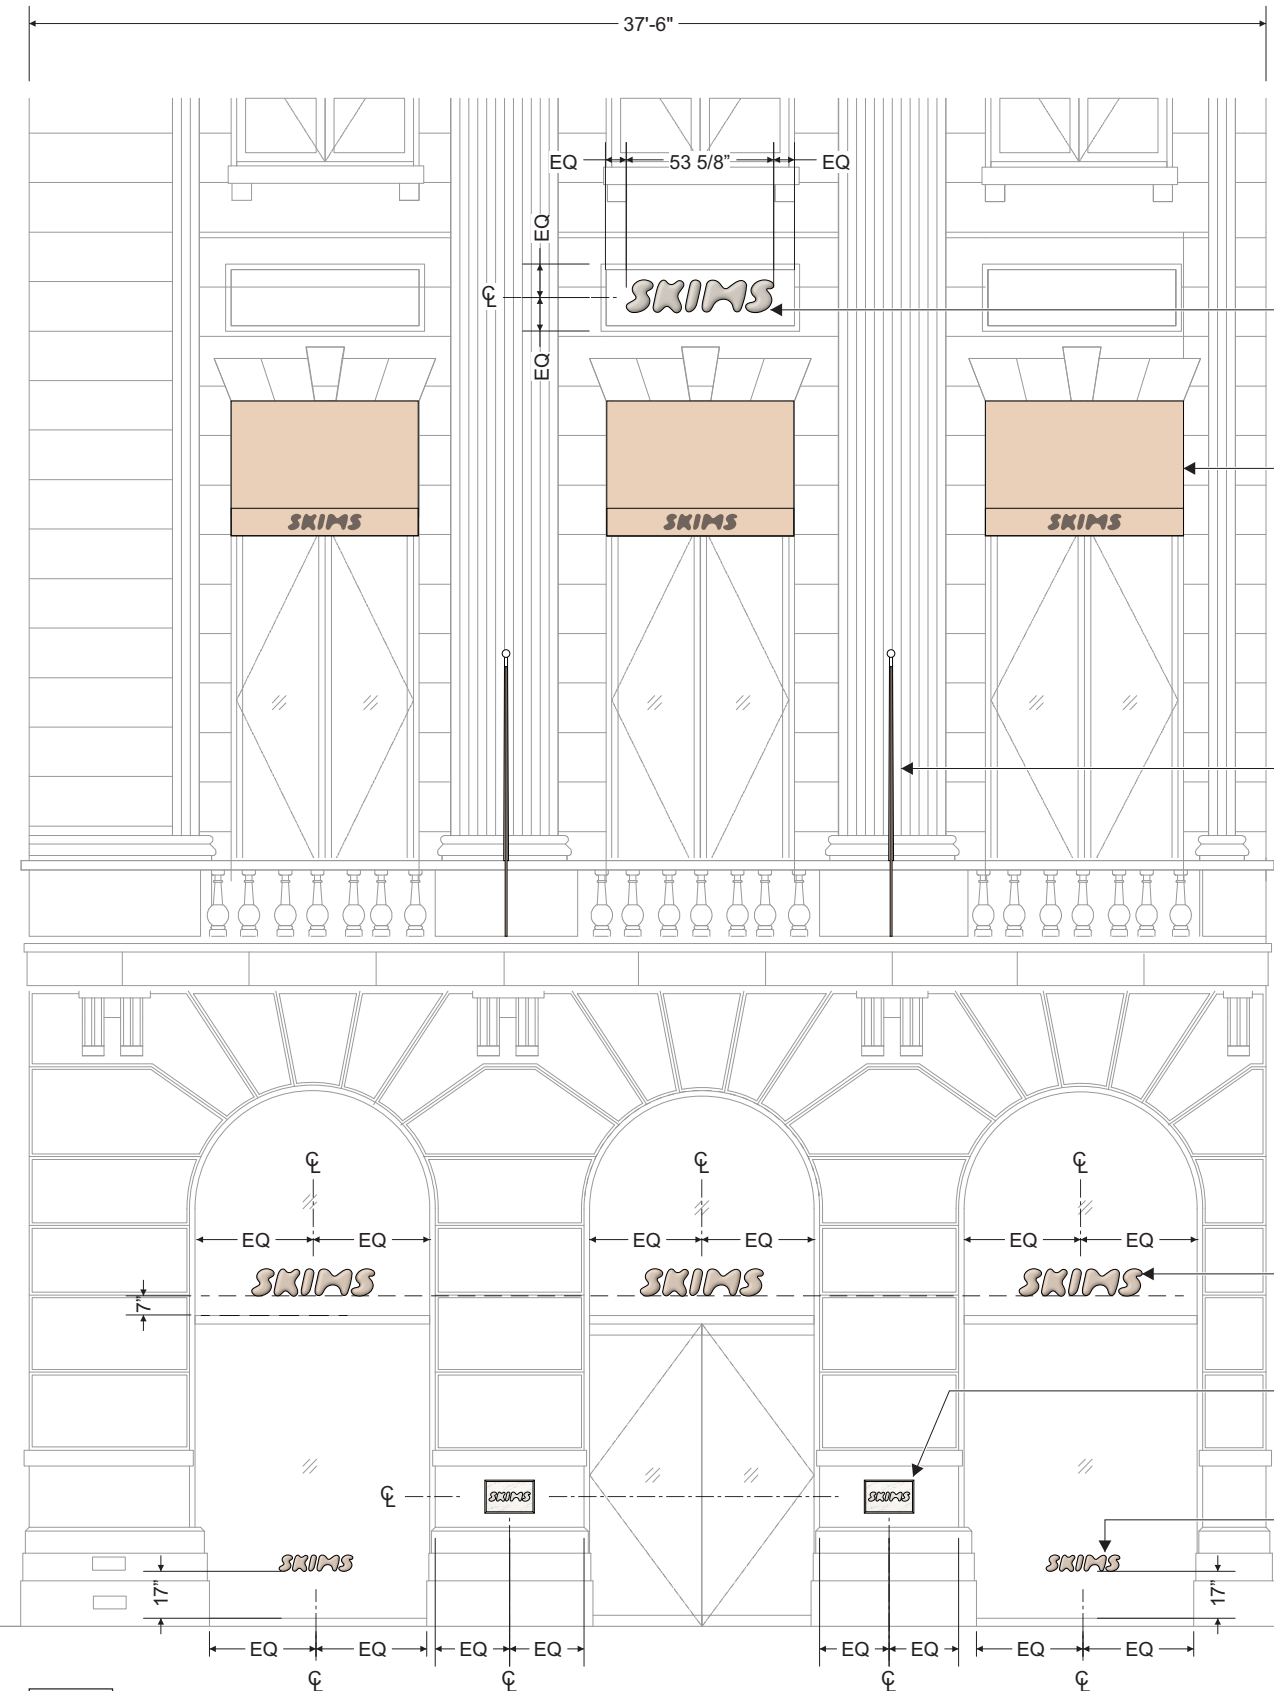 37'-6"
EQ 53 5/8” EQ
EQ
℄ SKIMS
EQ
SKIMS SKIMS SKIMS
℄ ℄ ℄
EQ EQ EQ EQ EQ EQ
SKIMS SKIMS SKIMS
7”
℄ SKIMS SKIMS
SKIMS SKIMS
17” 17”
EQ EQ EQ EQ EQ EQ EQ EQ
℄ ℄ ℄ ℄